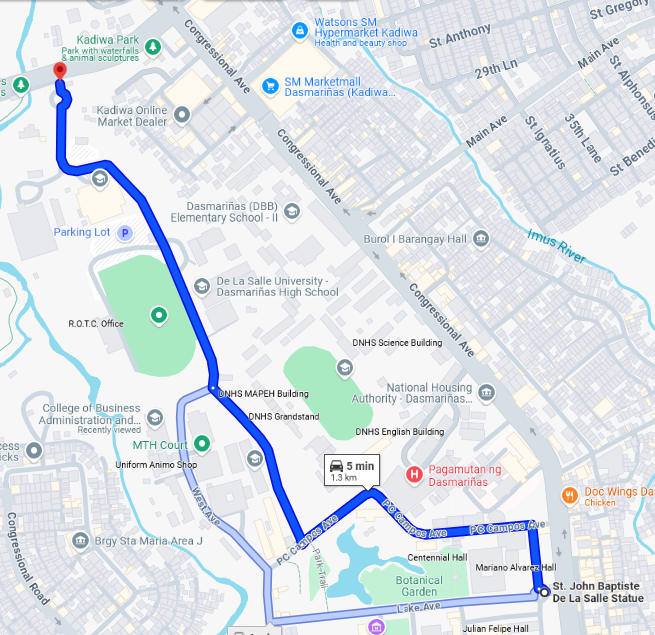 Watsons SM
Hypermarket Kadiwa
Health and beauty shop
St Gregory
St Anthony
Main Ave
29th Ln
St Alphonsus
Kadiwa Park
Park with waterfalls
& animal sculptures
es
s
Congressional Ave
SM Marketmall
Dasmariñas (Kadiwa...
Kadiwa Online
Market Dealer
35th Lane
St Ignatius
Main Ave
St Bene
Congressional Ave
Dasmariñas (DBB)
Elementary School - II
Parking Lot
P
Burol I Barangay Hall
Imus River
De La Salle University -
Dasmariñas High School
Congressional Ave
R.O.T.C. Office
DNHS Science Building
DNHS MAPEH Building
National Housing
Authority - Dasmariñas...
College of Business
Administration and...
Recently viewed
DNHS Grandstand
DNHS English Building
MTH Court
cess
icks
Uniform Animo Shop
5 min
1.3 km
H
Pagamutan ng
Dasmariñas
Doc Wings Da
Chicken
West Ave
PC Campos Ave
PC Campos Ave
PC Campos Ave
Congressional Road
Brgy Sta Maria Area J
Park Trail
Centennial Hall
Mariano Alvarez Hall
Botanical
Garden
St. John Baptiste
De La Salle Statue
Lake Ave
Julian Felipe Hall